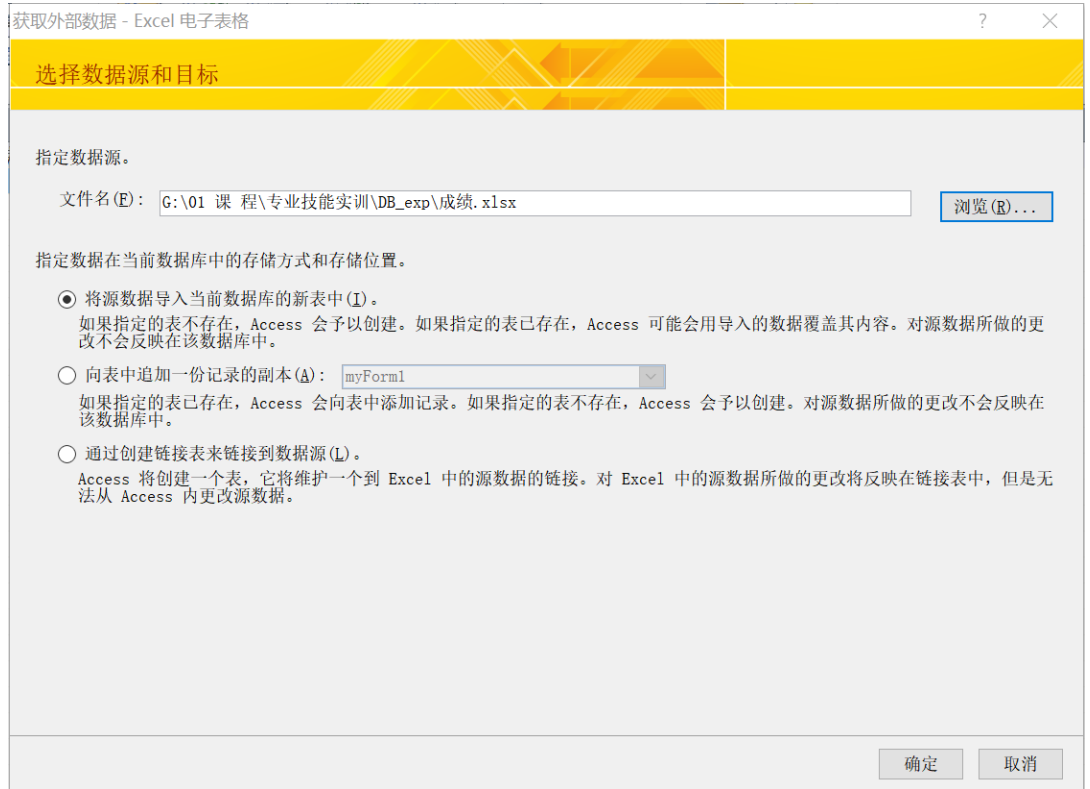 获取外部数据 - Excel 电子表格
选择数据源和目标
指定数据源。
文件名(F): G:\01 课 程\专业技能实训\DB_exp\成绩.xlsx 浏览(R)...
指定数据在当前数据库中的存储方式和存储位置。
将源数据导入当前数据库的新表中(I)。
如果指定的表不存在，Access 会予以创建。如果指定的表已存在，Access 可能会用导入的数据覆盖其内容。对源数据所做的更
改不会反映在该数据库中。
向表中追加一份记录的副本(A): myForm1
如果指定的表已存在，Access 会向表中添加记录。如果指定的表不存在，Access 会予以创建。对源数据所做的更改不会反映在
该数据库中。
通过创建链接表来链接到数据源(L)。
Access 将创建一个表，它将维护一个到 Excel 中的源数据的链接。对 Excel 中的源数据所做的更改将反映在链接表中，但是无
法从 Access 内更改源数据。
确定 取消